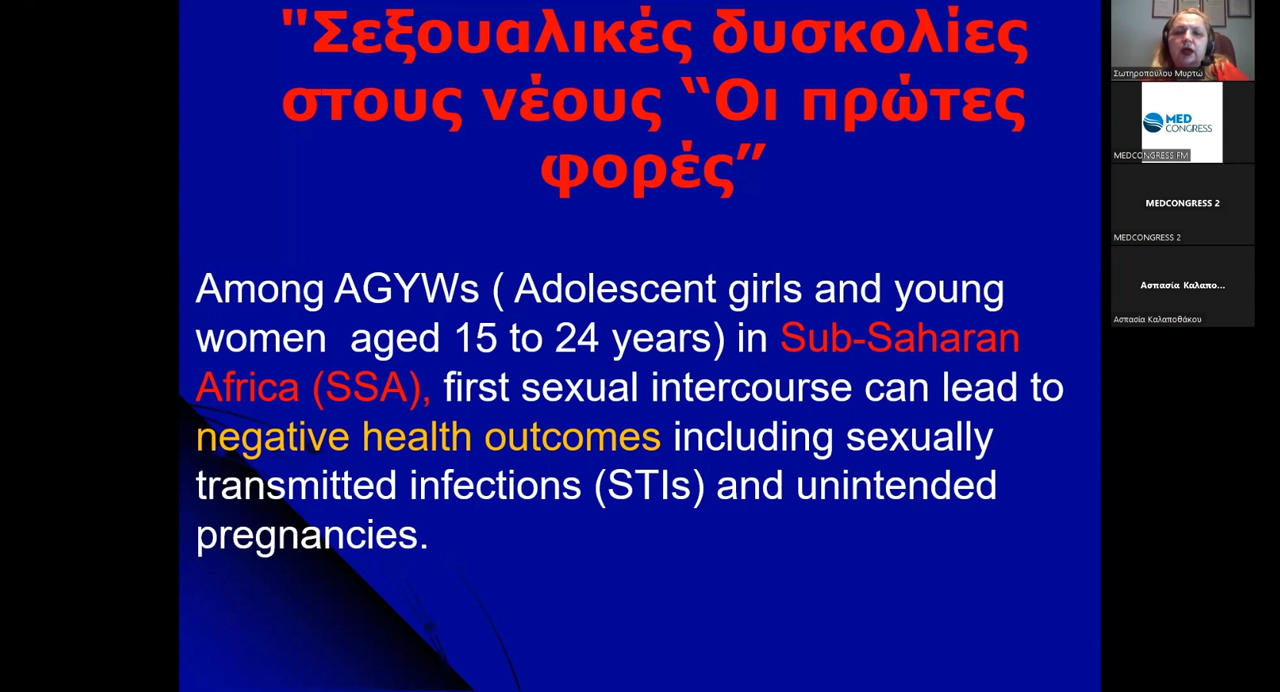 "Σεξουαλικές δυσκολίες
στους νέους “Οι πρώτες
φορές”
Among AGYWs ( Adolescent girls and young
women aged 15 to 24 years) in Sub-Saharan
Africa (SSA), first sexual intercourse can lead to
negative health outcomes including sexually
transmitted infections (STIs) and unintended
pregnancies.
Σωτηροπούλου Μυρτώ
MED
CONGRESS
MEDCONGRESS FM
MEDCONGRESS 2
MEDCONGRESS 2
Ασπασία Καλαπο...
Ασπασία Καλαποθάκου